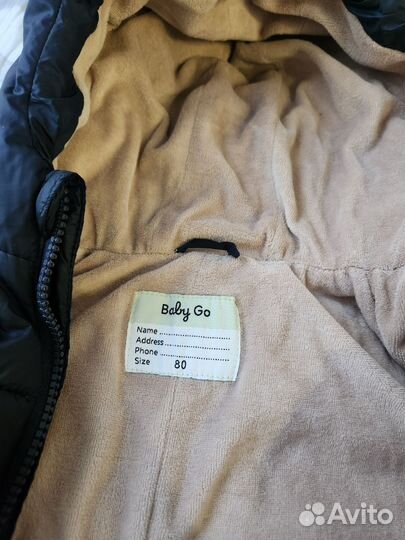 Baby Go
Name ....................
Address ....................
Phone ....................
Size 80
Avito